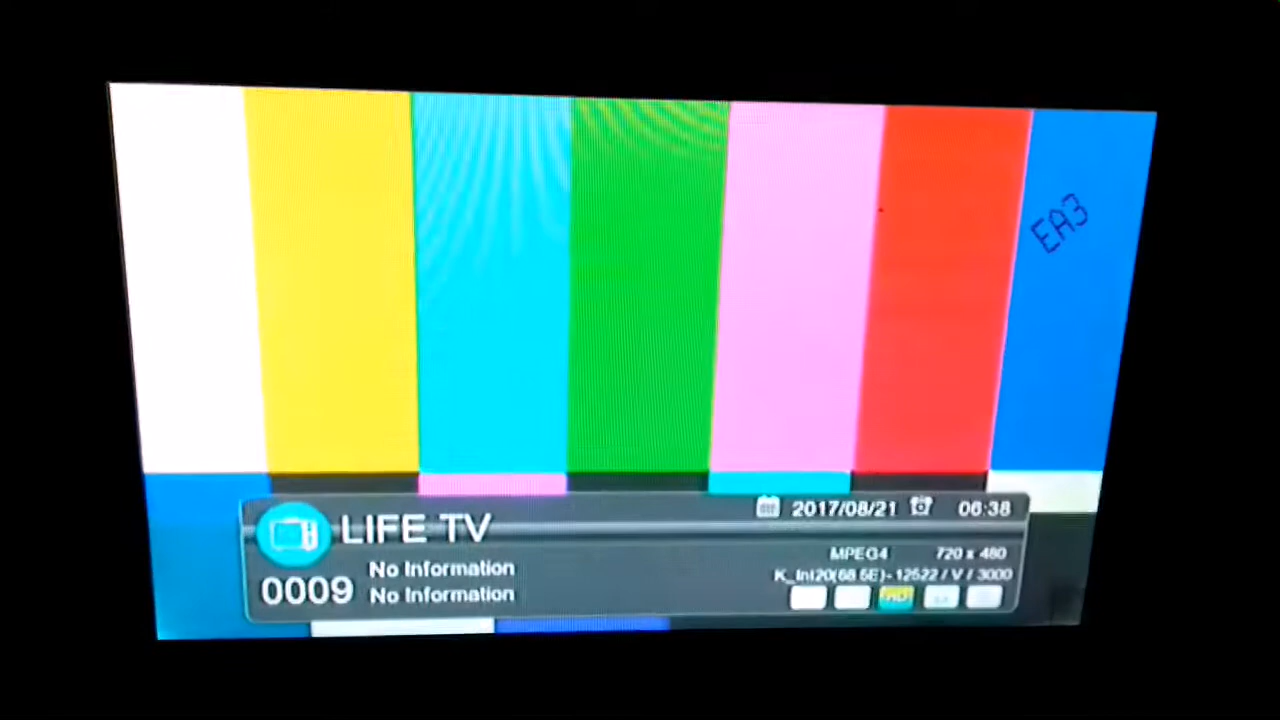 EA3
LIFE TV
2017/08/21 06:38
MPEG4 720 x 480
0009
No Information
No Information
K_Int20(68.5E)- 12522 / V / 3000